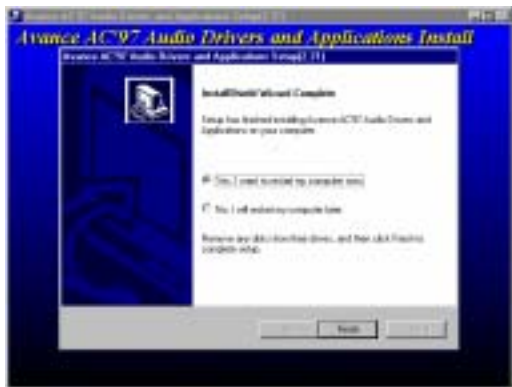 Avance AC'97 Audio Drivers and Applications Install
Avance AC'97 Audio Drivers and Applications Setup
InstallShield Wizard Complete
Setup has finished installing Avance AC'97 Audio Drivers and
Applications on your computer.
Yes, I want to restart my computer now.
No, I will restart my computer later.
Remove any disks from their drives, and then click Finish to
complete setup.
Finish